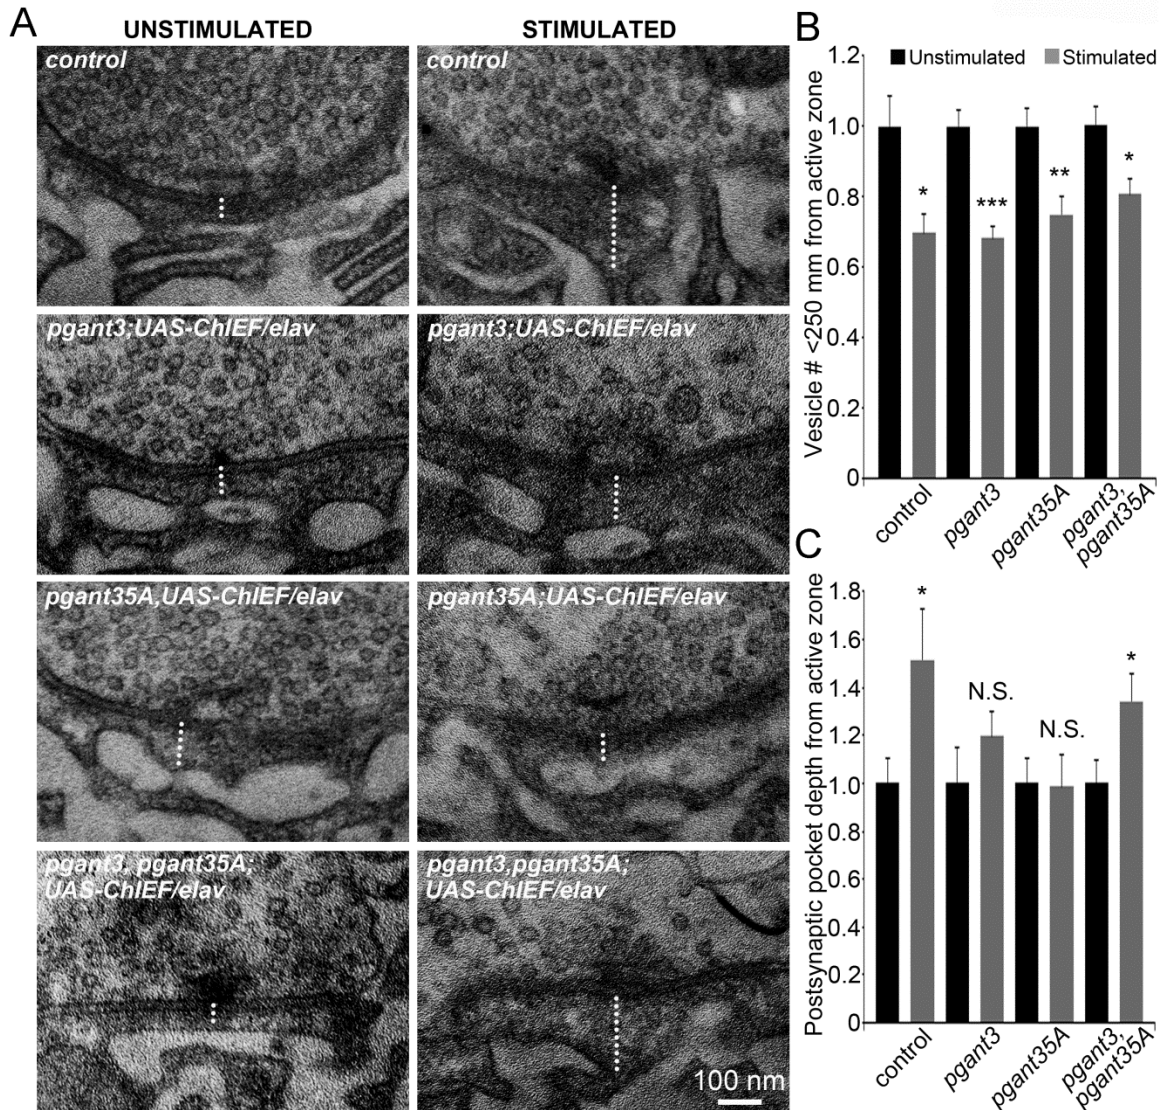 A
UNSTIMULATED
STIMULATED
control
control
pgant3;UAS-ChIEF/elav
pgant3;UAS-ChIEF/elav
pgant35A,UAS-ChIEF/elav
pgant35A;UAS-ChIEF/elav
pgant3, pgant35A;
UAS-ChIEF/elav
pgant3,pgant35A;
UAS-ChIEF/elav
100 nm
B
Vesicle # <250 mm from active zone
Unstimulated
Stimulated
1.2
1.0
0.8
0.6
0.4
0.2
0
*
***
**
*
control
pgant3
pgant35A
pgant3,
pgant35A
C
Postsynaptic pocket depth from active zone
1.8
1.6
1.4
1.2
1.0
0.8
0.6
0.4
0.2
0
*
N.S.
N.S.
*
control
pgant3
pgant35A
pgant3,
pgant35A